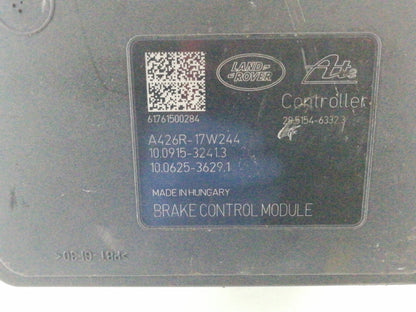 LAND
ROVER
Ate
Controller
28.5154-6332.3
61761500284
A426R-17W244
10.0915-3241.3
10.0625-3629.1
MADE IN HUNGARY
BRAKE CONTROL MODULE